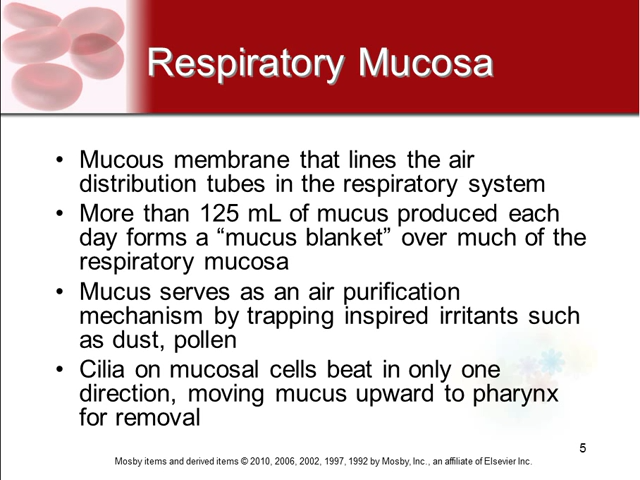 Respiratory Mucosa
• Mucous membrane that lines the air
distribution tubes in the respiratory system
• More than 125 mL of mucus produced each
day forms a “mucus blanket” over much of the
respiratory mucosa
• Mucus serves as an air purification
mechanism by trapping inspired irritants such
as dust, pollen
• Cilia on mucosal cells beat in only one
direction, moving mucus upward to pharynx
for removal
5
Mosby items and derived items © 2010, 2006, 2002, 1997, 1992 by Mosby, Inc., an affiliate of Elsevier Inc.